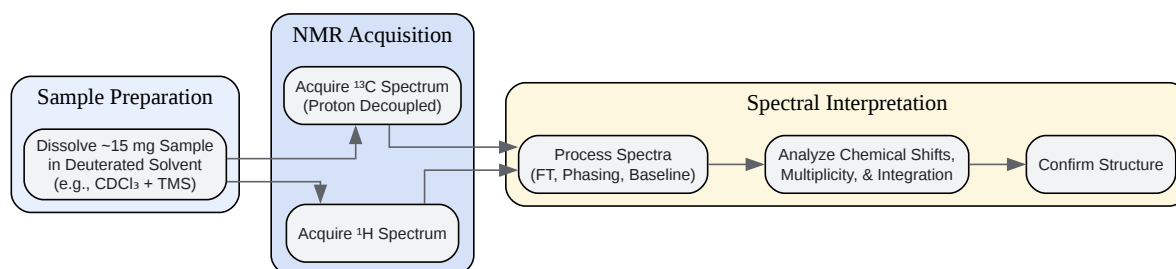 Sample Preparation
Dissolve ~15 mg Sample
in Deuterated Solvent
(e.g., CDCl₃ + TMS)
NMR Acquisition
Acquire ¹³C Spectrum
(Proton Decoupled)
Acquire ¹H Spectrum
Spectral Interpretation
Process Spectra
(FT, Phasing, Baseline)
Analyze Chemical Shifts,
Multiplicity, & Integration
Confirm Structure